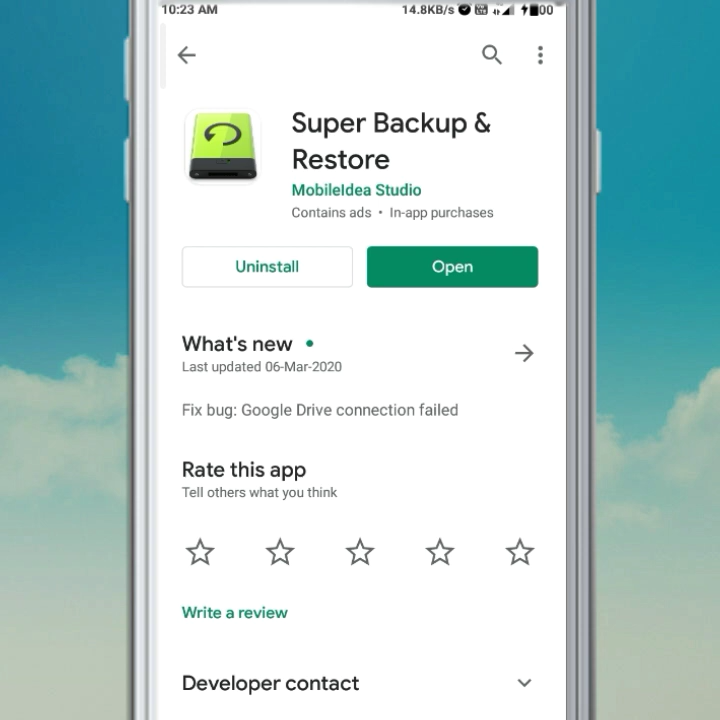 10:23 AM
14.8KB/s
Super Backup &
Restore
MobileIdea Studio
Contains ads • In-app purchases
Uninstall
Open
What's new
Last updated 06-Mar-2020
Fix bug: Google Drive connection failed
Rate this app
Tell others what you think
Write a review
Developer contact